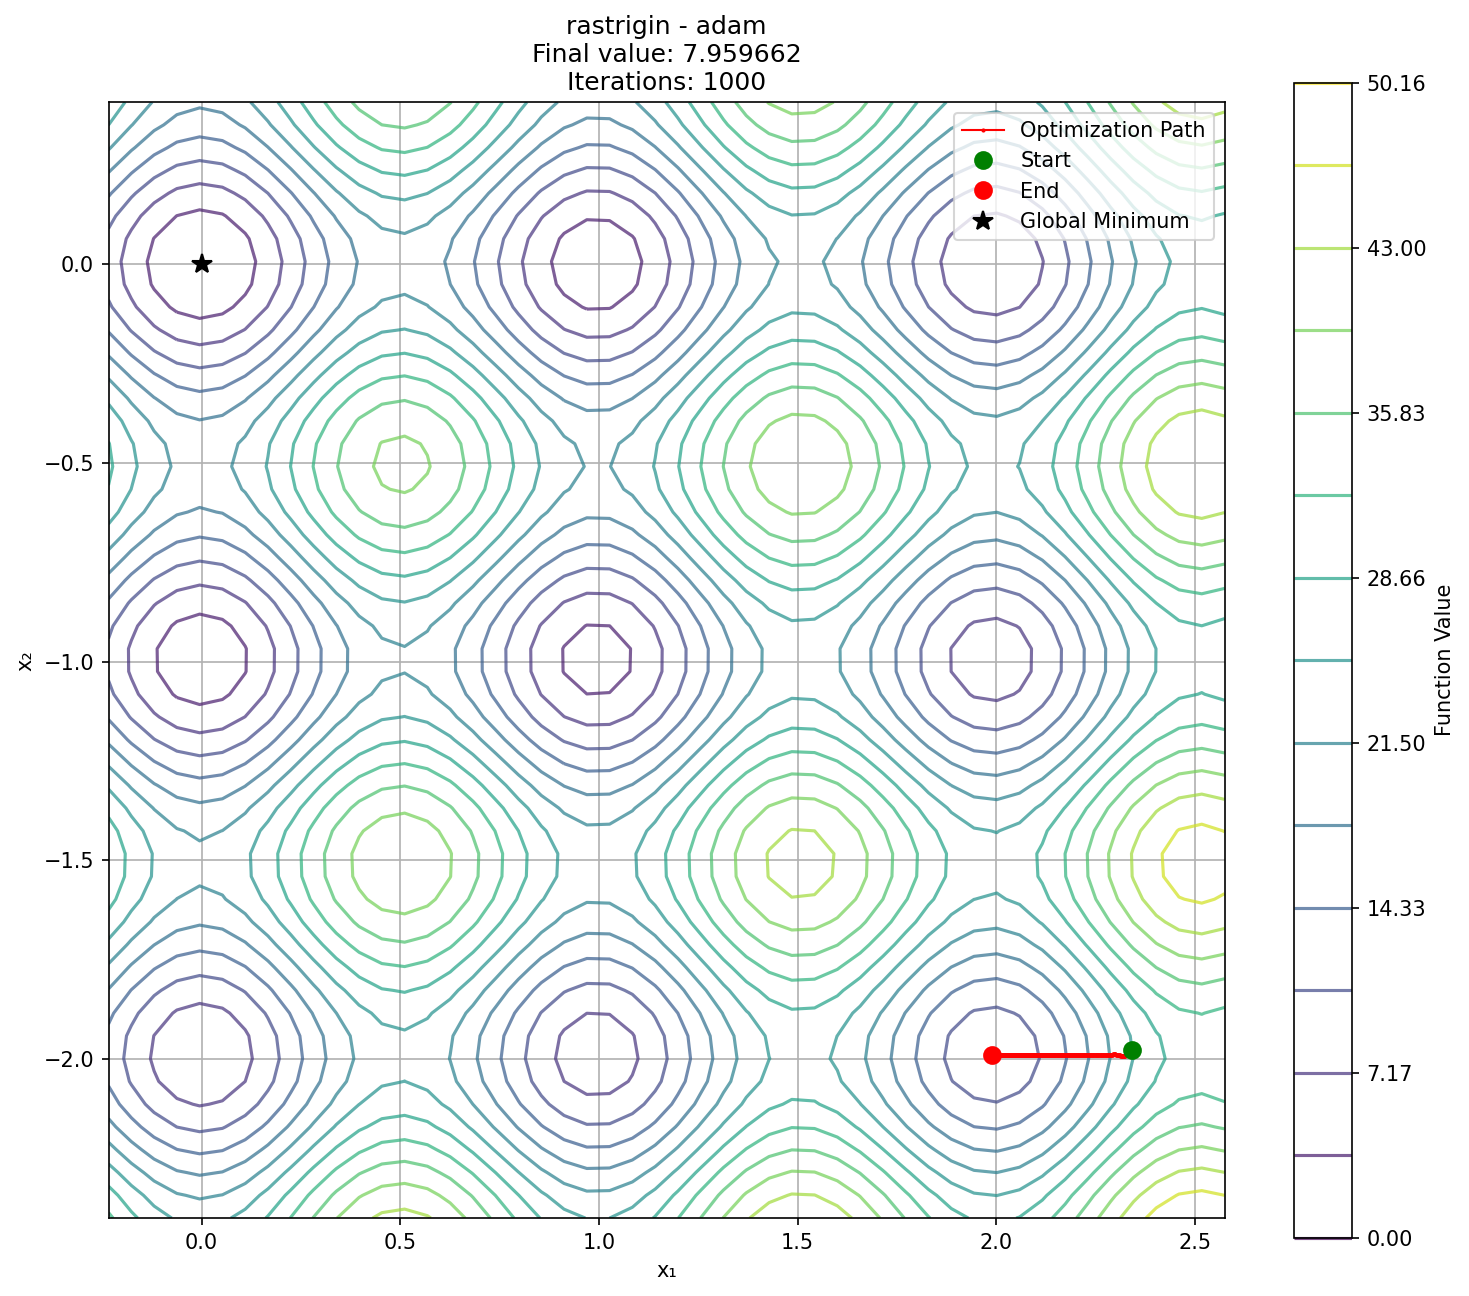 rastrigin - adam
Final value: 7.959662
Iterations: 1000
Optimization Path
Start
End
Global Minimum
50.16
43.00
35.83
28.66
21.50
14.33
7.17
0.00
Function Value
0.0
−0.5
−1.0
−1.5
−2.0
x₂
0.0
0.5
1.0
1.5
2.0
2.5
x₁